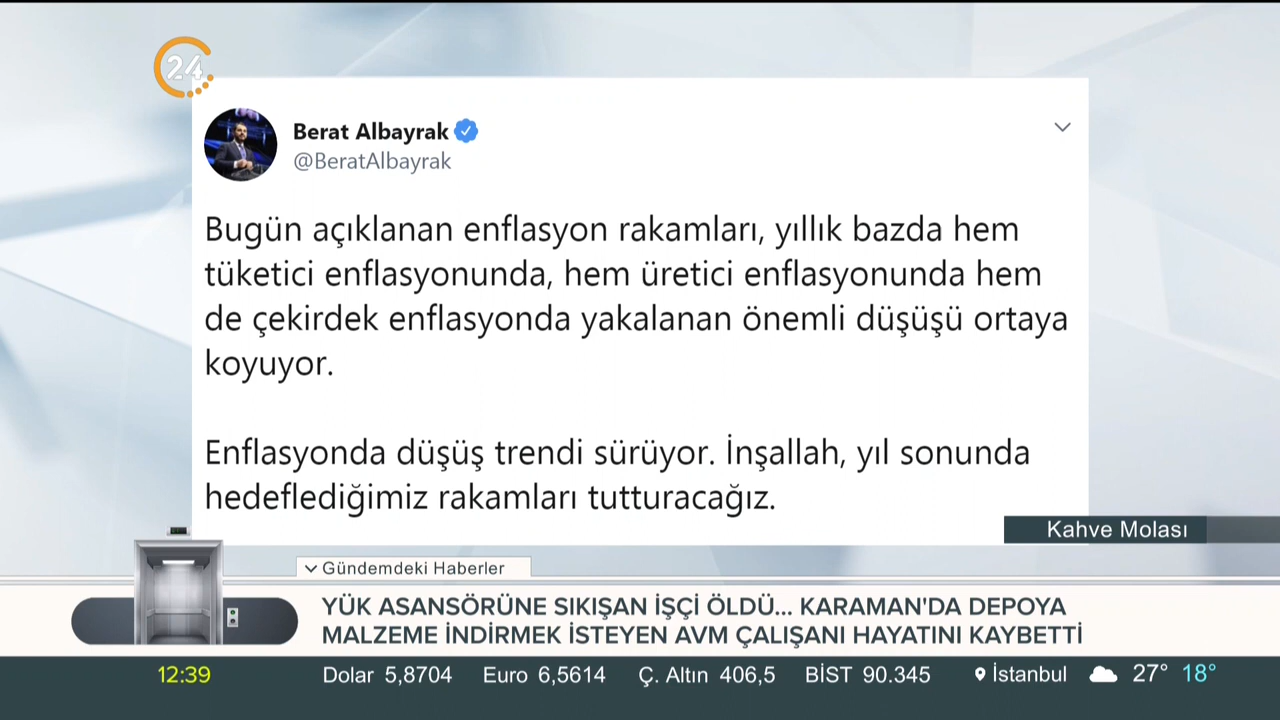 24
Berat Albayrak
@BeratAlbayrak
Bugün açıklanan enflasyon rakamları, yıllık bazda hem
tüketici enflasyonunda, hem üretici enflasyonunda hem
de çekirdek enflasyonda yakalanan önemli düşüşü ortaya
koyuyor.
Enflasyonda düşüş trendi sürüyor. İnşallah, yıl sonunda
hedeflediğimiz rakamları tutturacağız.
Kahve Molası
Gündemdeki Haberler
YÜK ASANSÖRÜNE SIKIŞAN İŞÇİ ÖLDÜ... KARAMAN'DA DEPOYA
MALZEME İNDİRMEK İSTEYEN AVM ÇALIŞANI HAYATINI KAYBETTİ
12:39 Dolar 5,8704 Euro 6,5614 Ç. Altın 406,5 BİST 90.345 İstanbul 27° 18°